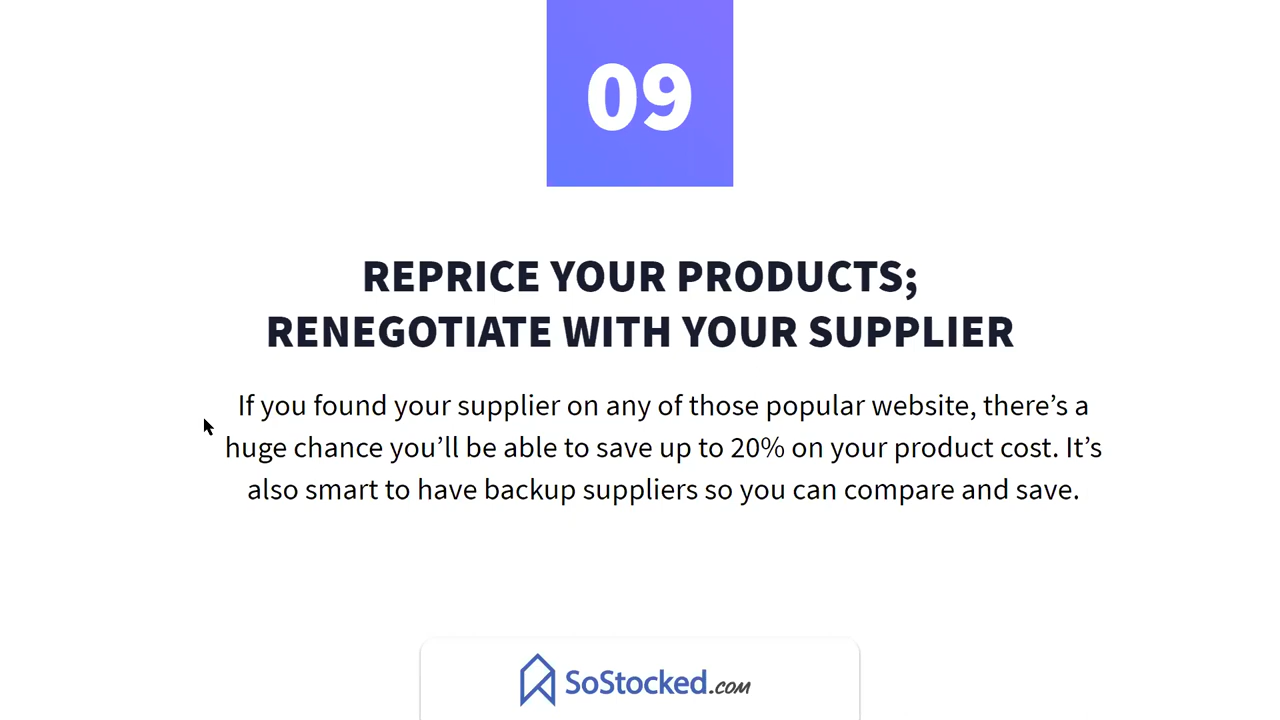 09
REPRICE YOUR PRODUCTS;
RENEGOTIATE WITH YOUR SUPPLIER
If you found your supplier on any of those popular website, there’s a
huge chance you’ll be able to save up to 20% on your product cost. It’s
also smart to have backup suppliers so you can compare and save.
SoStocked.com